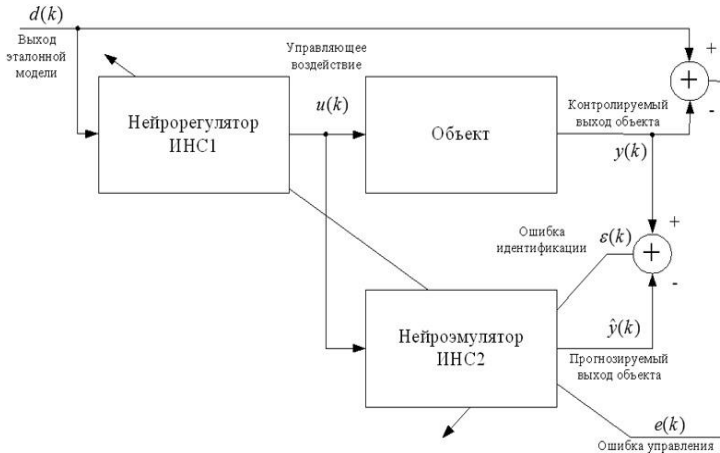 d(k)
Выход
эталонной
модели
Управляющее
воздействие
+
Нейрорегулятор
ИНС1
u(k)
Объект
Контролируемый
выход объекта
+
-
y(k)
Ошибка
идентификации
ε(k)
+
+
-
Нейроэмулятор
ИНС2
ŷ(k)
Прогнозируемый
выход объекта
e(k)
Ошибка управления